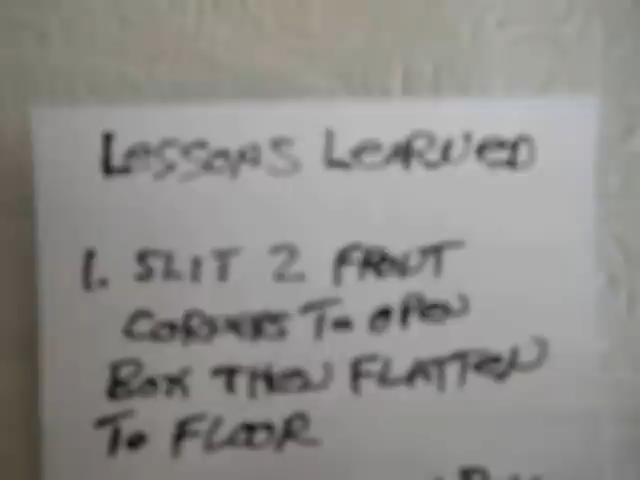 Lessons Learned
1. SLIT 2 FRONT
CORNERS To OPEN
BOX THEN FLATTEN
To FLOOR